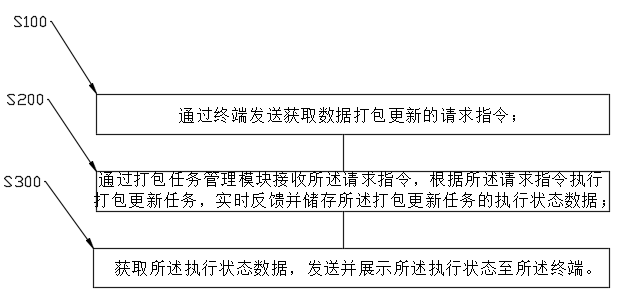 S100
通过终端发送获取数据打包更新的请求指令；
S200
通过打包任务管理模块接收所述请求指令，根据所述请求指令执行
打包更新任务，实时反馈并储存所述打包更新任务的执行状态数据；
S300
获取所述执行状态数据，发送并展示所述执行状态至所述终端。